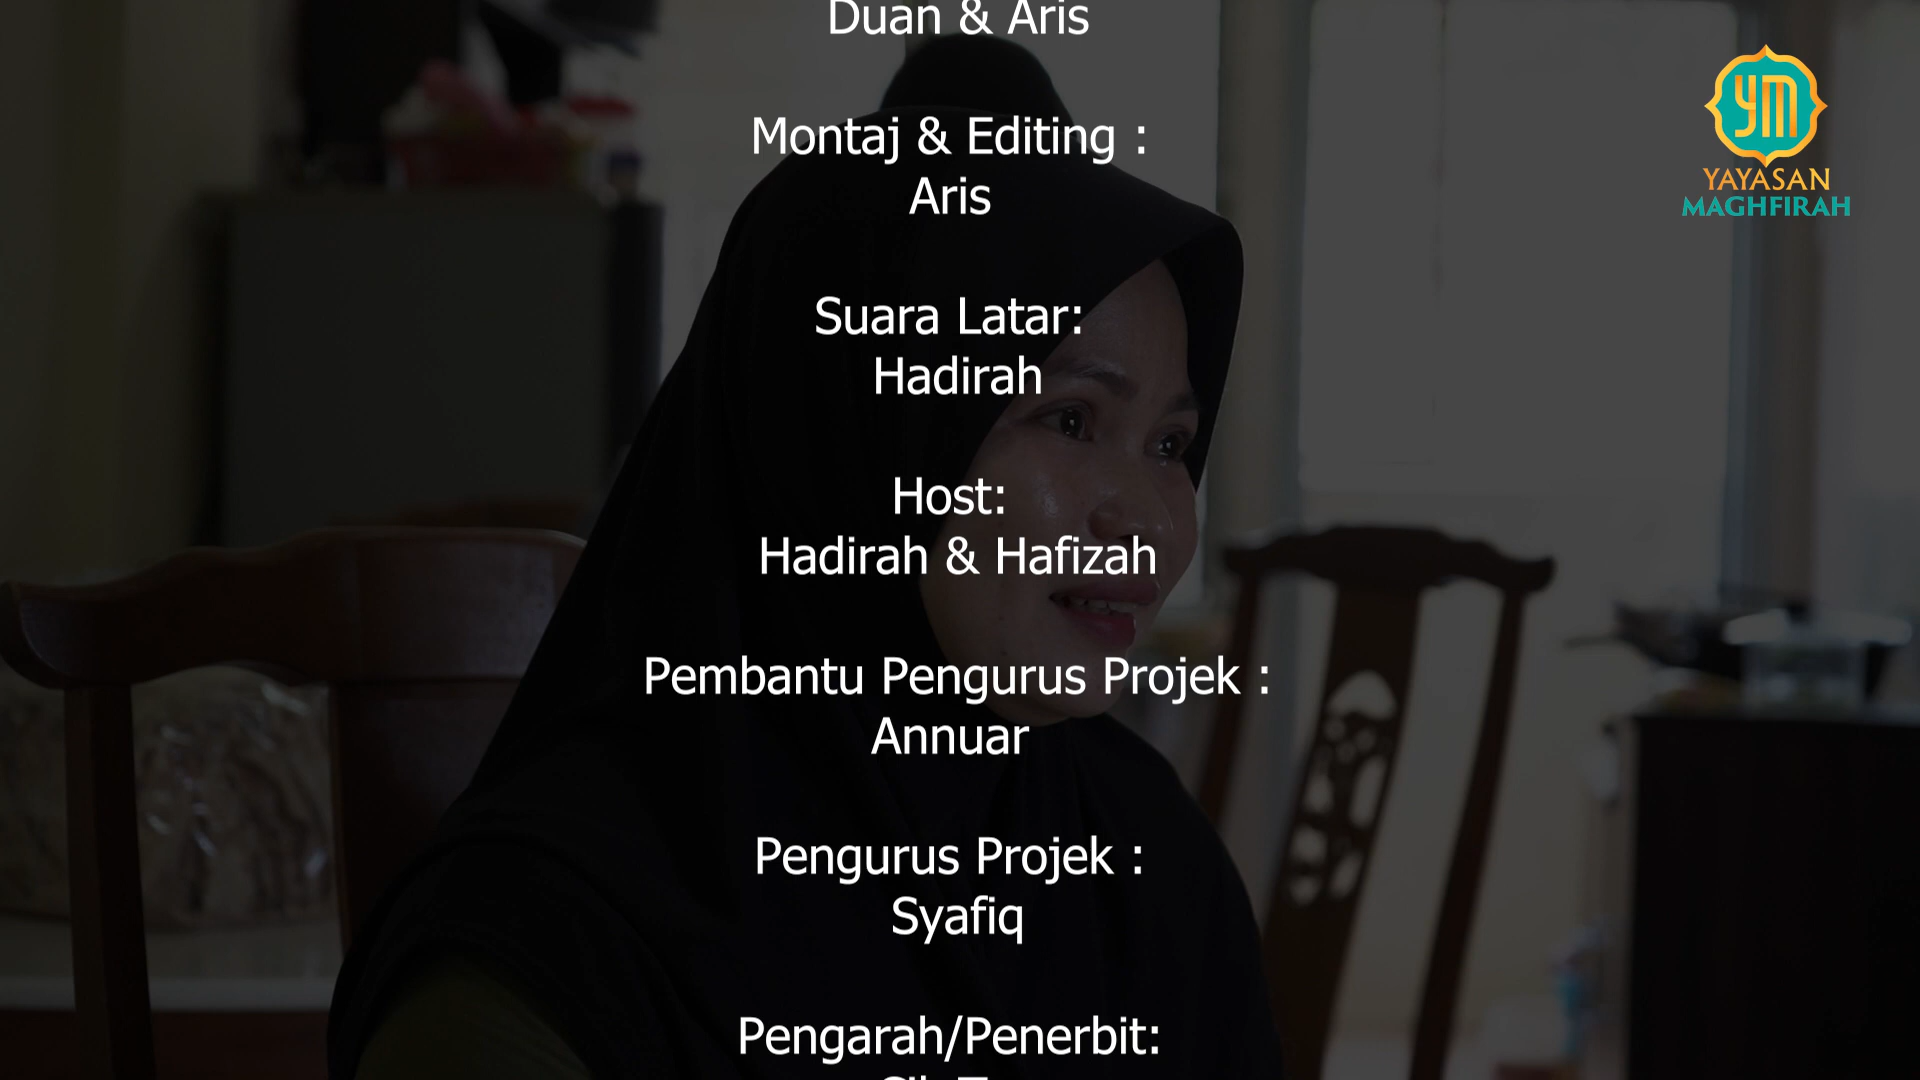 Duan & Aris
Montaj & Editing :
Aris
Suara Latar:
Hadirah
Host:
Hadirah & Hafizah
Pembantu Pengurus Projek :
Annuar
Pengurus Projek :
Syafiq
Pengarah/Penerbit:
YM
YAYASAN
MAGHFIRAH